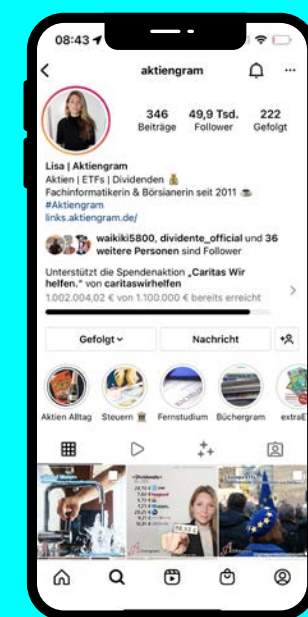 08:43
aktiengram
346 49,9 Tsd. 222
Beiträge Follower Gefolgt
Lisa | Aktiengram
Aktien | ETFs | Dividenden
Fachinformatikerin & Börsianerin seit 2011
#Aktiengram
links.aktiengram.de/
waikiki5800, dividente_official und 36
weitere Personen sind Follower
Unterstützt die Spendenaktion „Caritas Wir
helfen.“ von caritaswirhelfen
1.002.004,02 € von 1.100.000 € bereits erreicht
Gefolgt Nachricht
Aktien Alltag Steuern Fernstudium Büchergram extraE